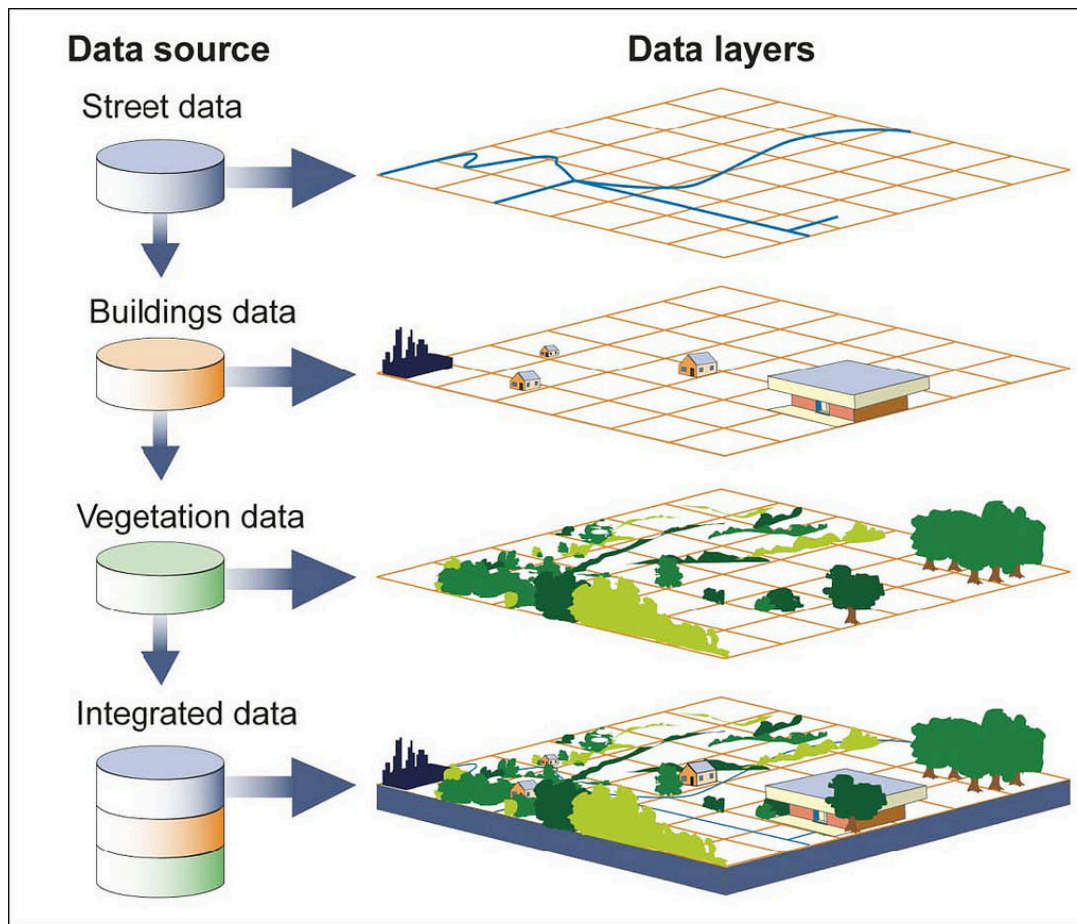 Data source
Data layers
Street data
Buildings data
Vegetation data
Integrated data